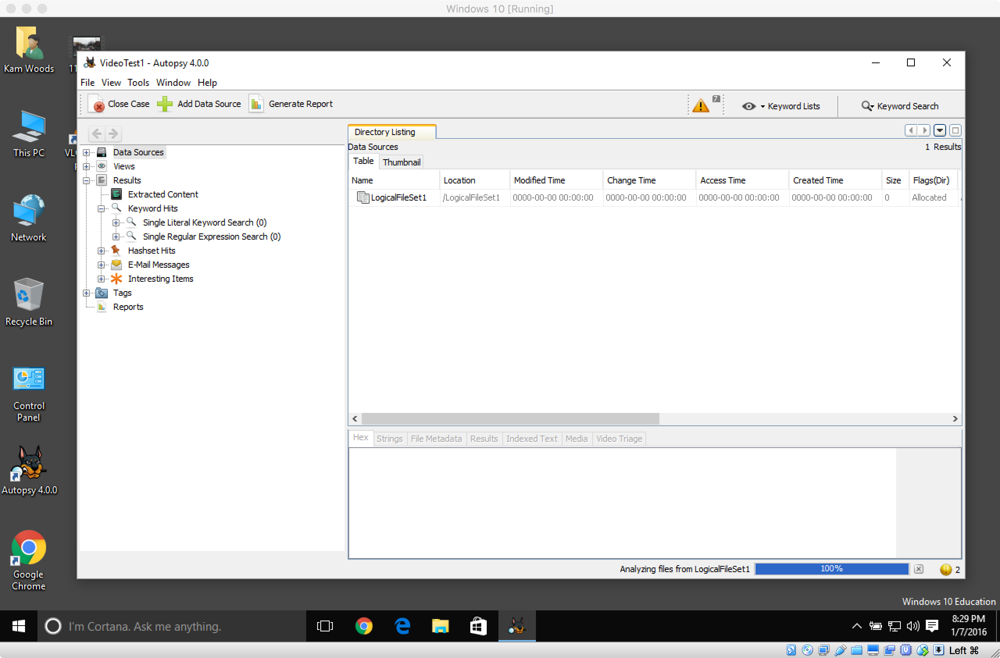 Windows 10 [Running]
Kam Woods
11
VideoTest1 - Autopsy 4.0.0
File View Tools Window Help
Close Case Add Data Source Generate Report 7 Keyword Lists Keyword Search
This PC
VLC
Network
Recycle Bin
Control
Panel
Autopsy 4.0.0
Google
Chrome
Data Sources
Views
Results
Extracted Content
Keyword Hits
Single Literal Keyword Search (0)
Single Regular Expression Search (0)
Hashset Hits
E-Mail Messages
Interesting Items
Tags
Reports
Directory Listing
Data Sources 1 Results
Table Thumbnail
Name Location Modified Time Change Time Access Time Created Time Size Flags(Dir)
LogicalFileSet1 /LogicalFileSet1 0000-00-00 00:00:00 0000-00-00 00:00:00 0000-00-00 00:00:00 0000-00-00 00:00:00 0 Allocated
Hex Strings File Metadata Results Indexed Text Media Video Triage
Analyzing files from LogicalFileSet1 100% 2
Windows 10 Education
I'm Cortana. Ask me anything.
8:29 PM
1/7/2016
Left ⌘